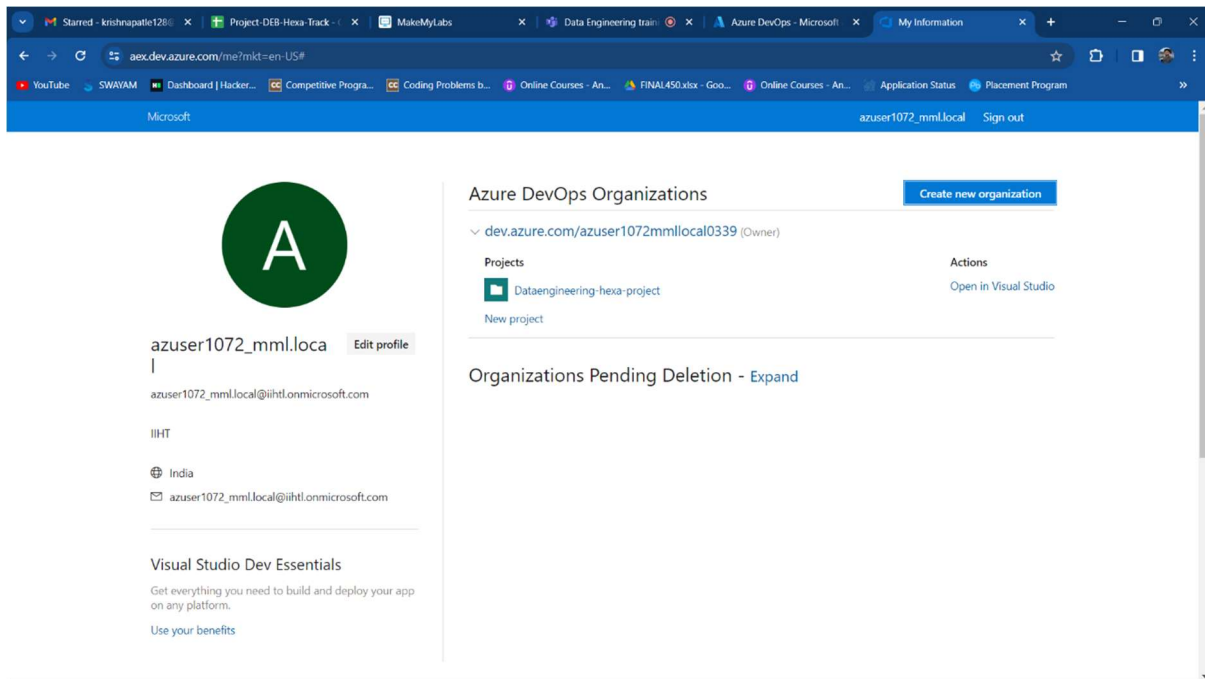 Starred - krishnapatle128@
Project-DEB-Hexa-Track - G
MakeMyLabs
Data Engineering traini
Azure DevOps - Microsoft
My Information
aex.dev.azure.com/me?mkt=en-US#
YouTube
SWAYAM
Dashboard | Hacker...
Competitive Progra...
Coding Problems b...
Online Courses - An...
FINAL450.xlsx - Goo...
Online Courses - An...
Application Status
Placement Program
Microsoft
azuser1072_mml.local
Sign out
A
azuser1072_mml.loca
l
Edit profile
azuser1072_mml.local@iihtl.onmicrosoft.com
IIHT
India
azuser1072_mml.local@iihtl.onmicrosoft.com
Visual Studio Dev Essentials
Get everything you need to build and deploy your app
on any platform.
Use your benefits
Azure DevOps Organizations
Create new organization
dev.azure.com/azuser1072mmllocal0339 (Owner)
Projects
Actions
Dataengineering-hexa-project
Open in Visual Studio
New project
Organizations Pending Deletion - Expand